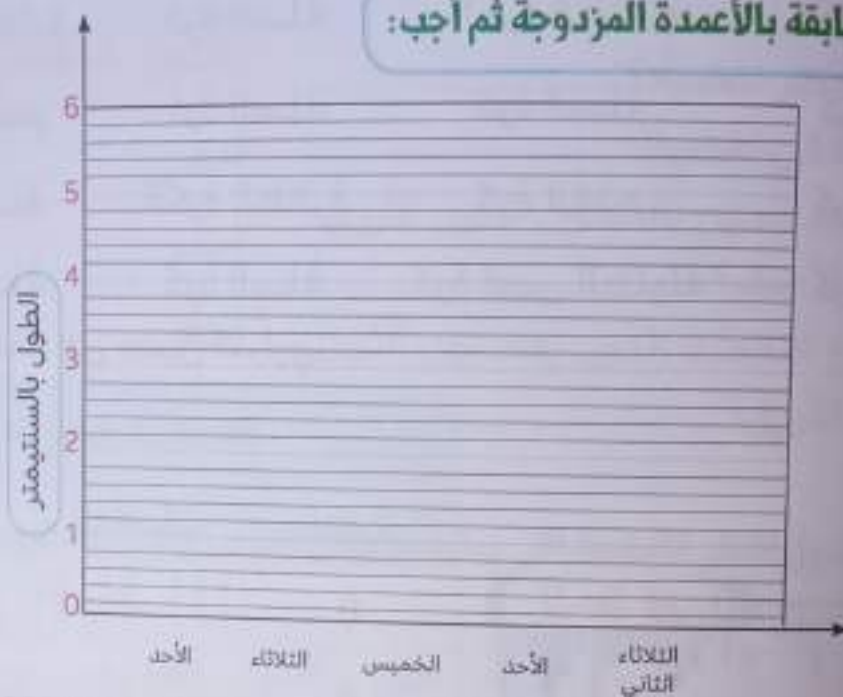 ابقة بالأعمدة المزدوجة ثم أجب:
6
5
4
3
2
1
0
الطول بالسنتيمتر
الأحد
الثلاثاء
الخميس
الأحد
الثلاثاء
الثاني